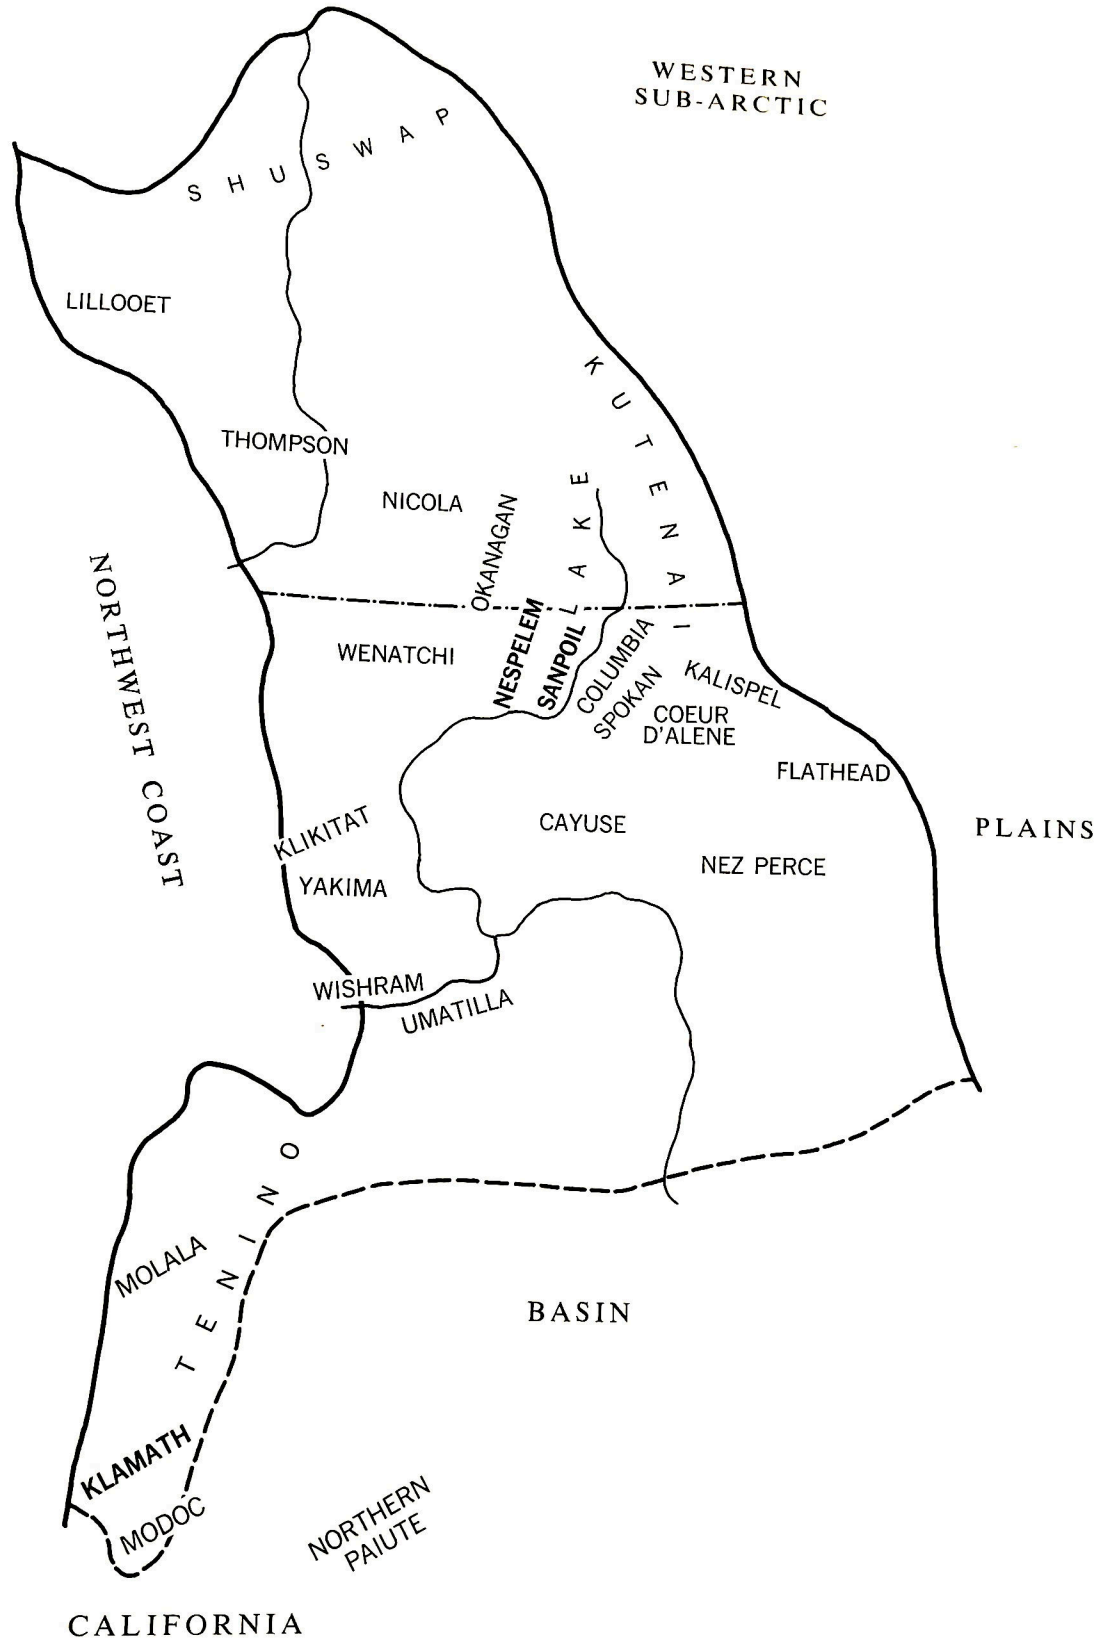 WESTERN
SUB-ARCTIC
SHUSWAP
LILLOOET
KUTENAI
THOMPSON
NICOLA
OKANAGAN
LAKE
NORTHWEST COAST
WENATCHI
NESPELEM
SANPOIL
COLUMBIA
SPOKAN
KALISPEL
COEUR
D'ALENE
FLATHEAD
PLAINS
KLIKITAT
CAYUSE
NEZ PERCE
YAKIMA
WISHRAM
UMATILLA
TENINO
MOLALA
BASIN
KLAMATH
MODOC
NORTHERN
PAIUTE
CALIFORNIA